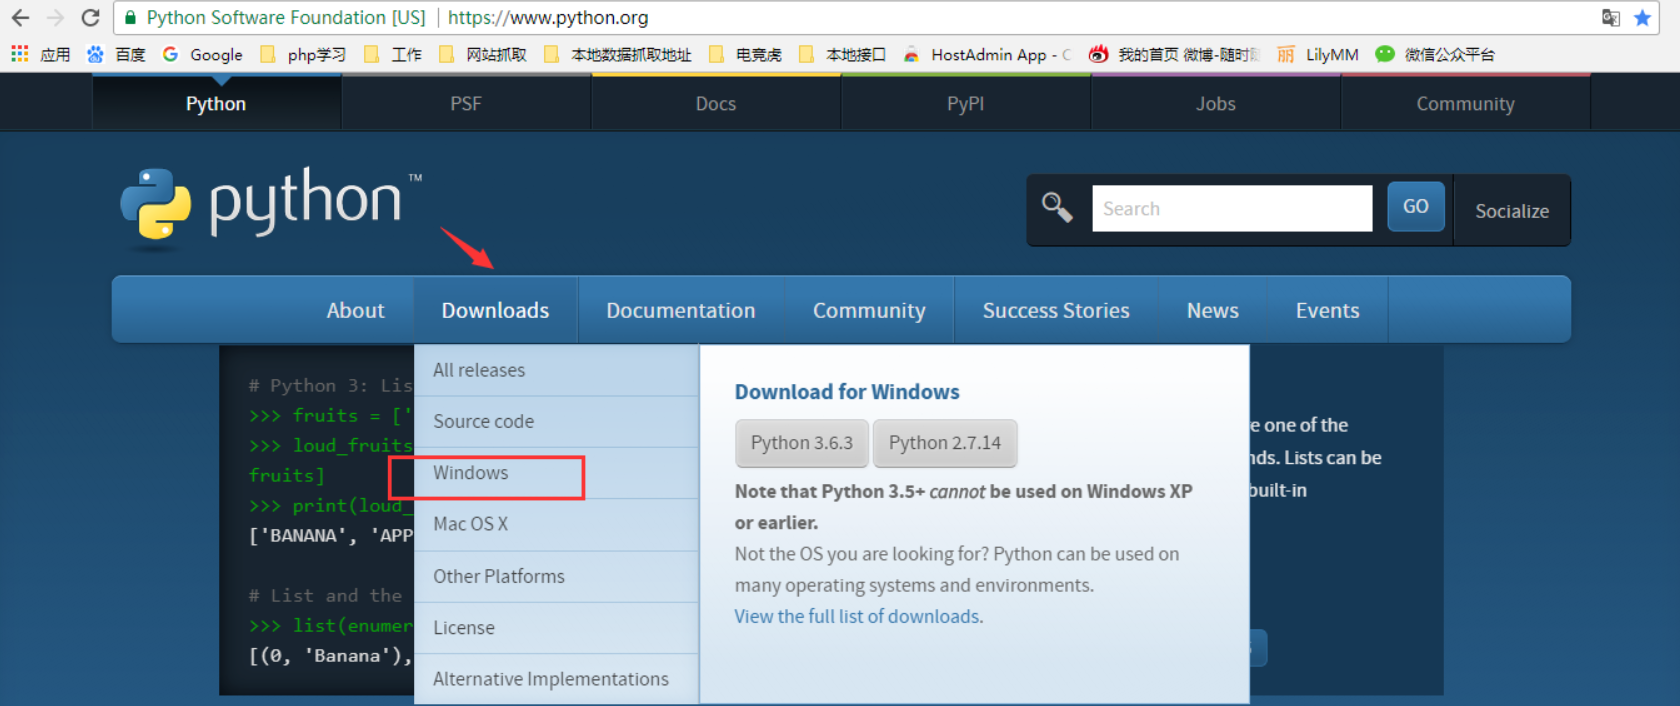 Python Software Foundation [US] | https://www.python.org
应用 百度 Google php学习 工作 网站抓取 本地数据抓取地址 电竞虎 本地接口 HostAdmin App - 我的首页 微博-随时 LilyMM 微信公众平台
Python PSF Docs PyPI Jobs Community
python™
Search GO Socialize
About Downloads Documentation Community Success Stories News Events
All releases
Source code
Windows
Mac OS X
Other Platforms
License
Alternative Implementations
Download for Windows
Python 3.6.3 Python 2.7.14
Note that Python 3.5+ cannot be used on Windows XP
or earlier.
Not the OS you are looking for? Python can be used on
many operating systems and environments.
View the full list of downloads.
# Python 3: Lis
>>> fruits = ['
>>> loud_fruits
fruits]
>>> print(loud_
['BANANA', 'APP
# List and the
>>> list(enumer
[(0, 'Banana'),
e one of the
nds. Lists can be
built-in